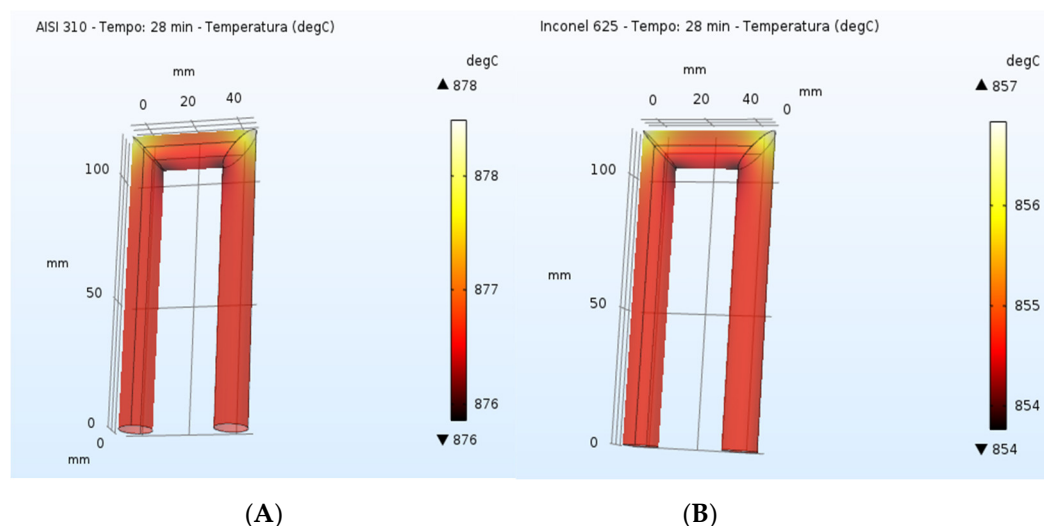 AISI 310 - Tempo: 28 min - Temperatura (degC)
degC
▲ 878
mm
0 20 40
878
100
877
mm
50
876
0
0
▼ 876
mm
(A)
Inconel 625 - Tempo: 28 min - Temperatura (degC)
degC
▲ 857
mm
mm
0 20 40
0
100
856
mm
855
50
854
0
▼ 854
(B)